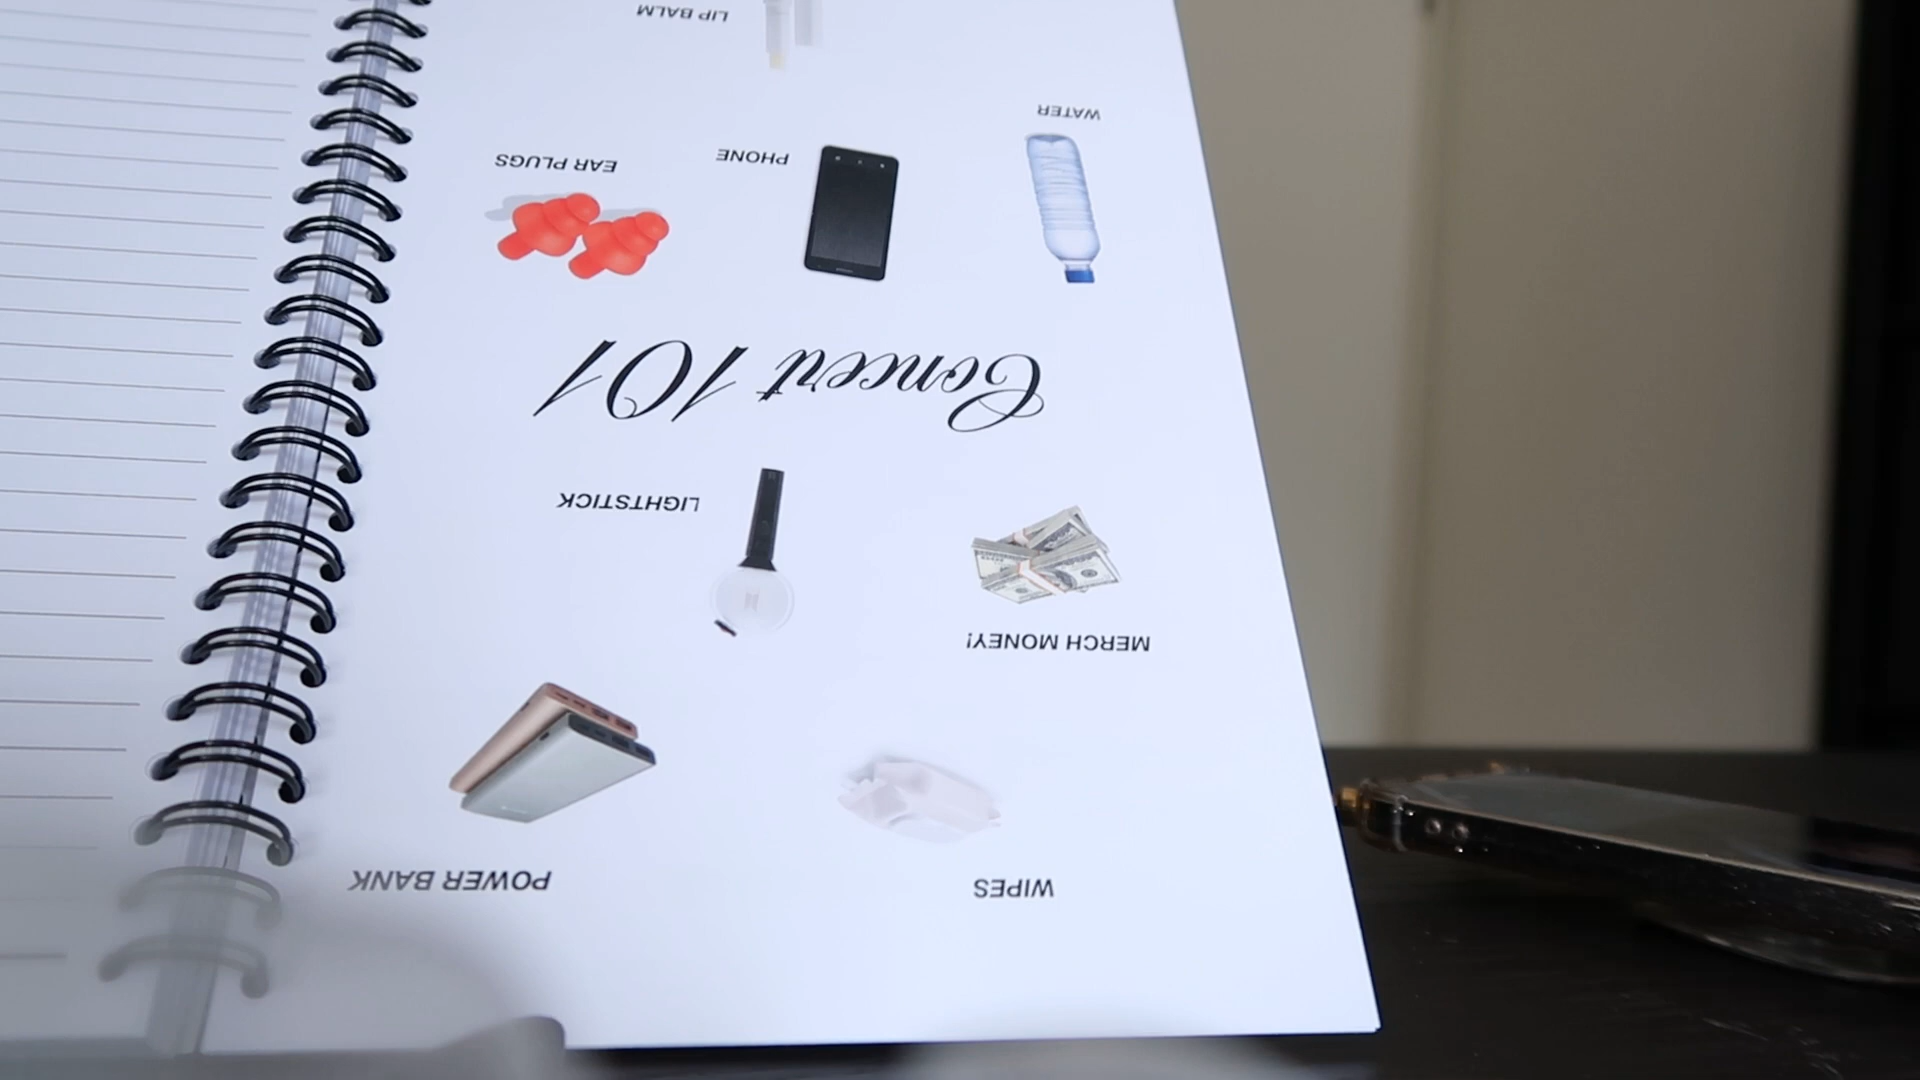 WIPES
POWER BANK
MERCH MONEY!
LIGHTSTICK
Concert 101
WATER
PHONE
EAR PLUGS
LIP BALM